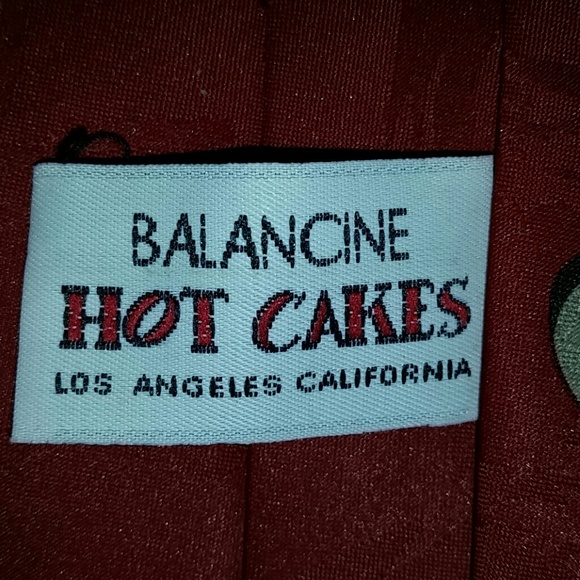 BALANCINE
HOT CAKES
LOS ANGELES CALIFORNIA